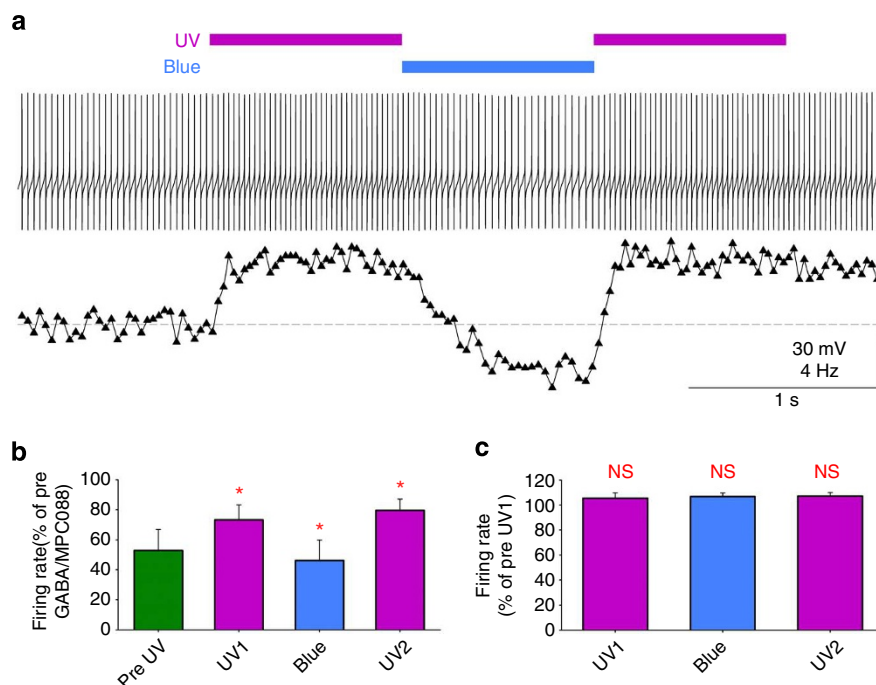 a
UV
Blue
30 mV
4 Hz
1 s
b
Firing rate(% of pre
GABA/MPC088)
100
80
60
40
20
0
*
*
*
Pre UV
UV1
Blue
UV2
c
Firing rate
(% of pre UV1)
120
100
80
60
40
20
0
NS
NS
NS
UV1
Blue
UV2